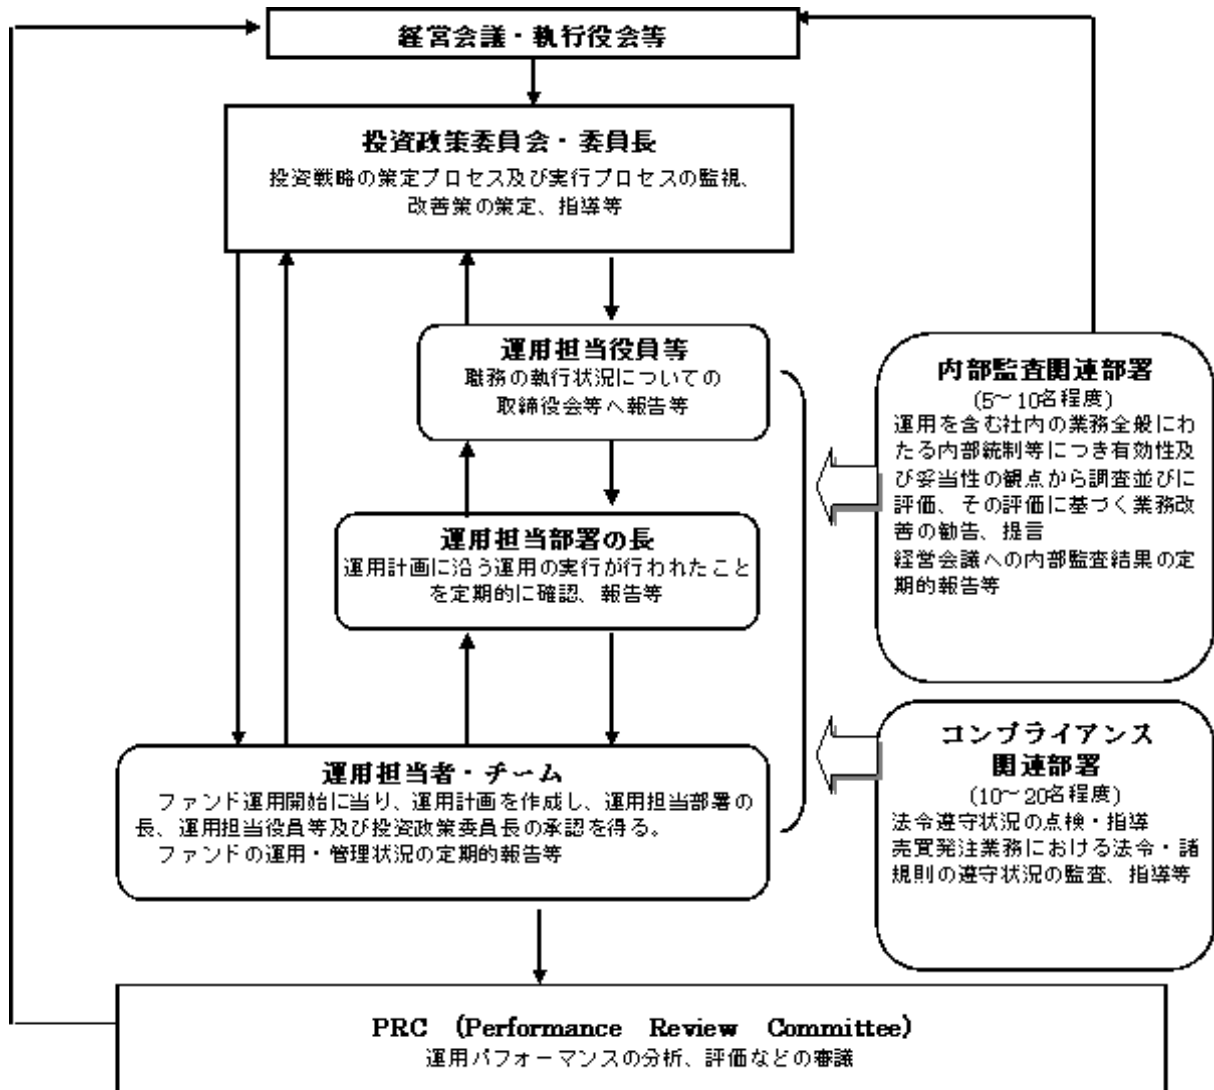 経営会議・執行役会等
投資政策委員会・委員長
投資戦略の策定プロセス及び実行プロセスの監視、
改善策の策定、指導等
運用担当役員等
職務の執行状況についての
取締役会等へ報告等
運用担当部署の長
運用計画に沿う運用の実行が行われたこと
を定期的に確認、報告等
運用担当者・チーム
ファンド運用開始に当り、運用計画を作成し、運用担当部署の
長、運用担当役員等及び投資政策委員長の承認を得る。
ファンドの運用・管理状況の定期的報告等
内部監査関連部署
(5~10名程度)
運用を含む社内の業務全般にわ
たる内部統制等につき有効性及
び妥当性の観点から調査並びに
評価、その評価に基づく業務改
善の勧告、提言
経営会議への内部監査結果の定
期的報告等
コンプライアンス
関連部署
(10~20名程度)
法令遵守状況の点検・指導
売買発注業務における法令・諸
規則の遵守状況の監査、指導等
PRC (Performance Review Committee)
運用パフォーマンスの分析、評価などの審議